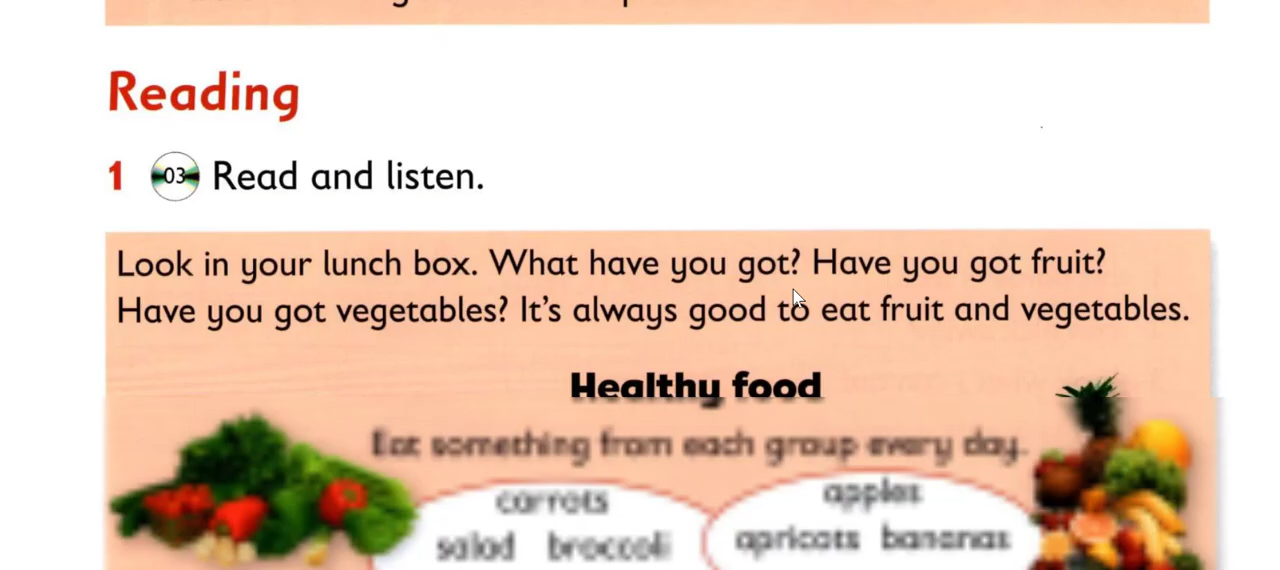 Reading
1 03 Read and listen.
Look in your lunch box. What have you got? Have you got fruit?
Have you got vegetables? It's always good to eat fruit and vegetables.
Healthy food
Eat something from each group every day.
carrots apples
salad broccoli apricots bananas